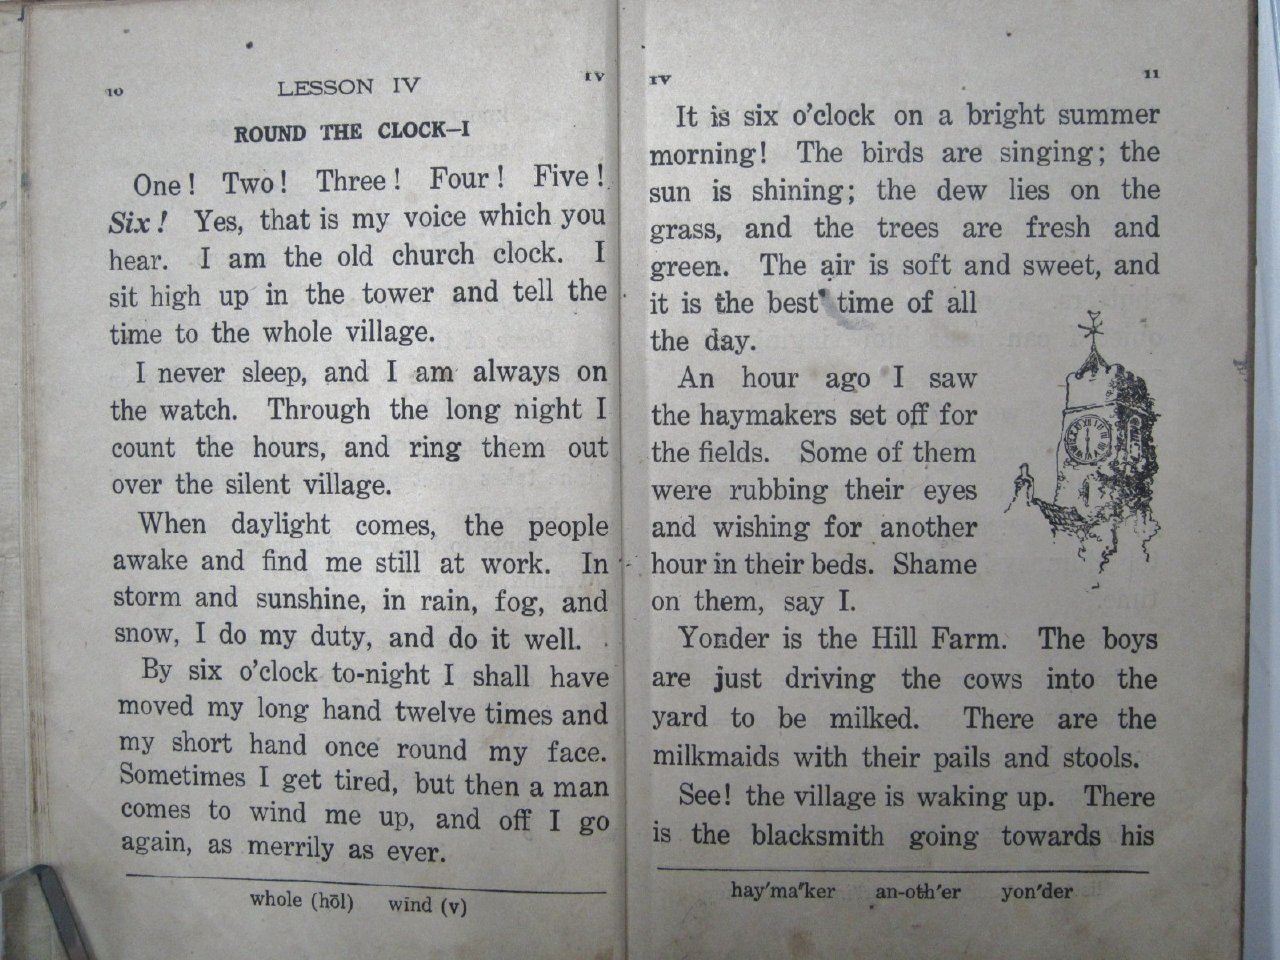 10
LESSON IV
IV
ROUND THE CLOCK—I
One! Two! Three! Four! Five!
Six! Yes, that is my voice which you
hear. I am the old church clock. I
sit high up in the tower and tell the
time to the whole village.
I never sleep, and I am always on
the watch. Through the long night I
count the hours, and ring them out
over the silent village.
When daylight comes, the people
awake and find me still at work. In
storm and sunshine, in rain, fog, and
snow, I do my duty, and do it well.
By six o'clock to-night I shall have
moved my long hand twelve times and
my short hand once round my face.
Sometimes I get tired, but then a man
comes to wind me up, and off I go
again, as merrily as ever.
whole (hōl) wind (v)
IV
11
It is six o'clock on a bright summer
morning! The birds are singing; the
sun is shining; the dew lies on the
grass, and the trees are fresh and
green. The air is soft and sweet, and
it is the best time of all
the day.
An hour ago I saw
the haymakers set off for
the fields. Some of them
were rubbing their eyes
and wishing for another
hour in their beds. Shame
on them, say I.
Yonder is the Hill Farm. The boys
are just driving the cows into the
yard to be milked. There are the
milkmaids with their pails and stools.
See! the village is waking up. There
is the blacksmith going towards his
hay'ma"ker an-oth'er yon'der